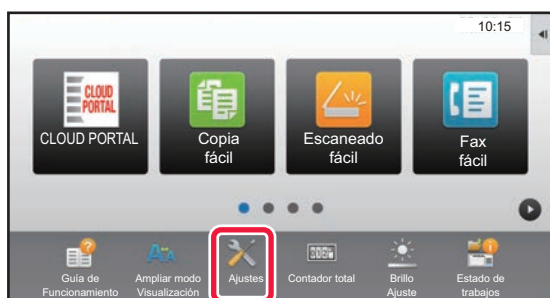 10:15
CLOUD
PORTAL
CLOUD PORTAL
Copia
fácil
Escaneado
fácil
Fax
fácil
Guía de
Funcionamiento
Ampliar modo
Visualización
Ajustes
Contador total
Brillo
Ajuste
Estado de
trabajos